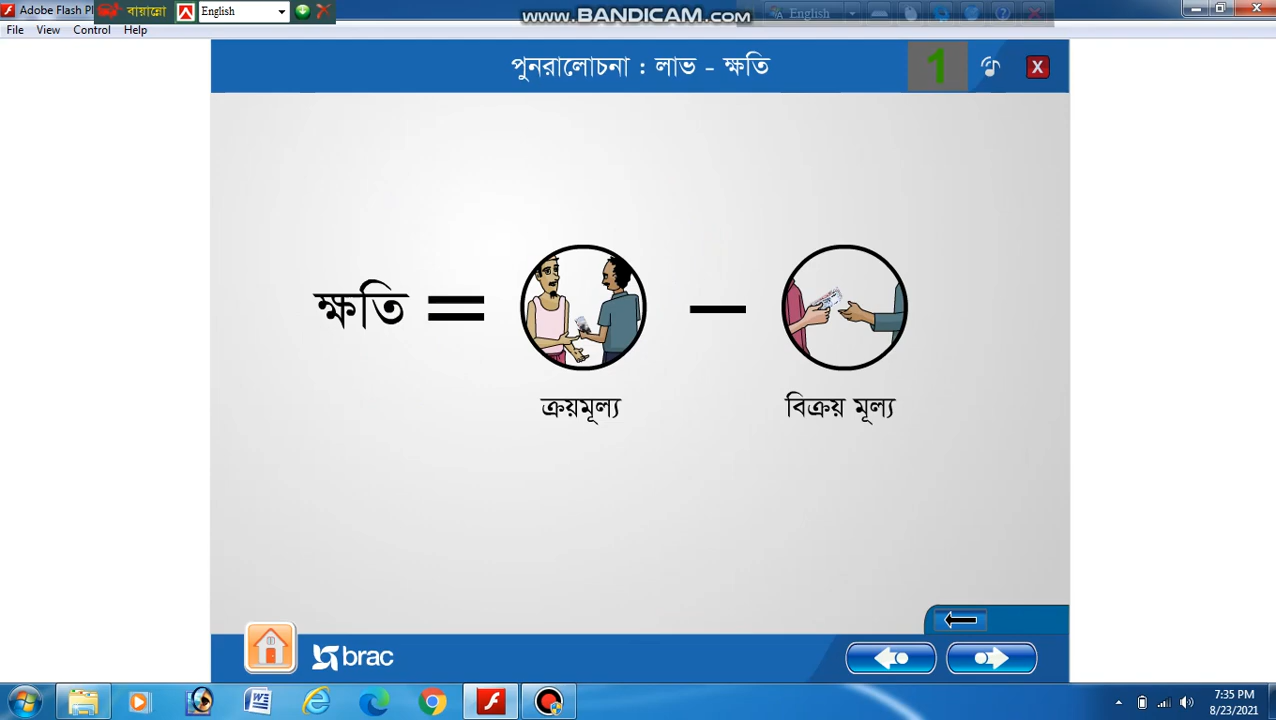 Adobe Flash Pl
বায়ান্নো
English
WWW.BANDICAM.COM
English
File View Control Help
পুনরালোচনা : লাভ - ক্ষতি
1
X
ক্ষতি = -
ক্রয়মূল্য
বিক্রয় মূল্য
brac
7:35 PM
8/23/2021